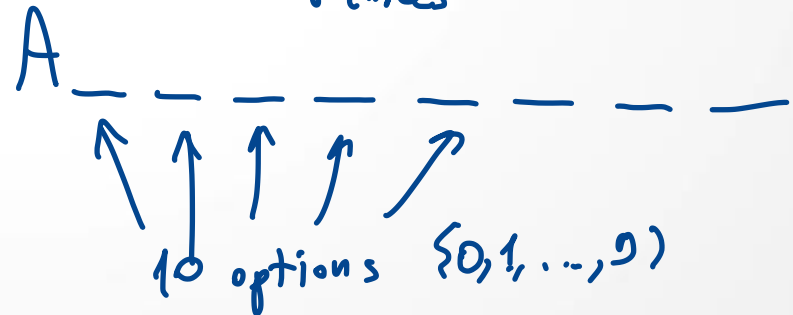 A _ _ _ _ _ _ _ _
10 options {0,1,...,9)